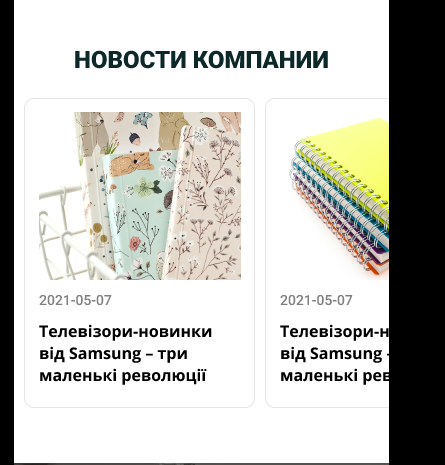 НОВОСТИ КОМПАНИИ
2021-05-07
Телевізори-новинки
від Samsung – три
маленькі революції
2021-05-07
Телевізори-н
від Samsung -
маленькі рев